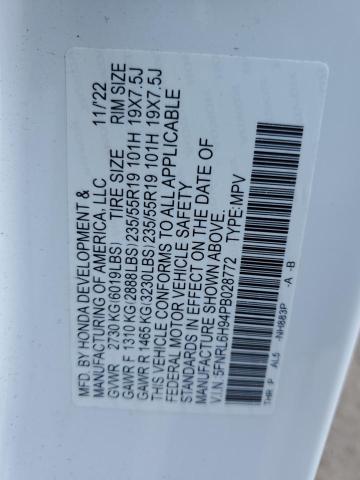 MFD. BY HONDA DEVELOPMENT & 11/'22
MANUFACTURING OF AMERICA, LLC
GVWR 2730 KG (6019LBS) TIRE SIZE RIM SIZE
GAWR F 1310 KG (2888LBS) 235/55R19 101H 19X7.5J
GAWR R 1465 KG (3230LBS) 235/55R19 101H 19X7.5J
THIS VEHICLE CONFORMS TO ALL APPLICABLE
FEDERAL MOTOR VEHICLE SAFETY
STANDARDS IN EFFECT ON THE DATE OF
MANUFACTURE SHOWN ABOVE.
V.I.N. 5FNRL6H94PB028772 TYPE: MPV
THR :P AL5 -NH883P -A -B